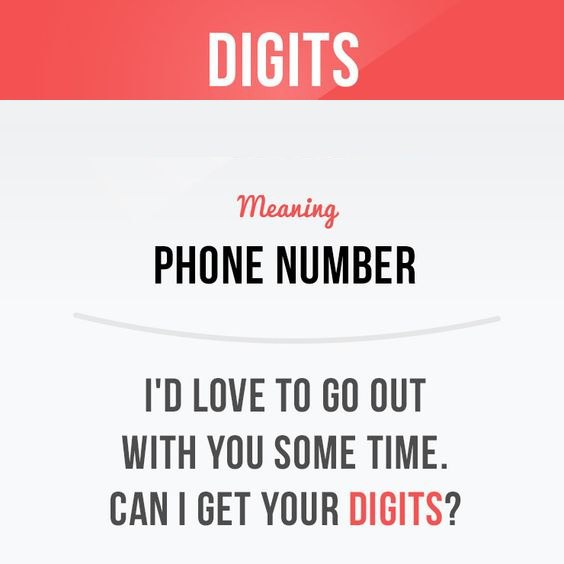 DIGITS
Meaning
PHONE NUMBER
I'D LOVE TO GO OUT
WITH YOU SOME TIME.
CAN I GET YOUR DIGITS?